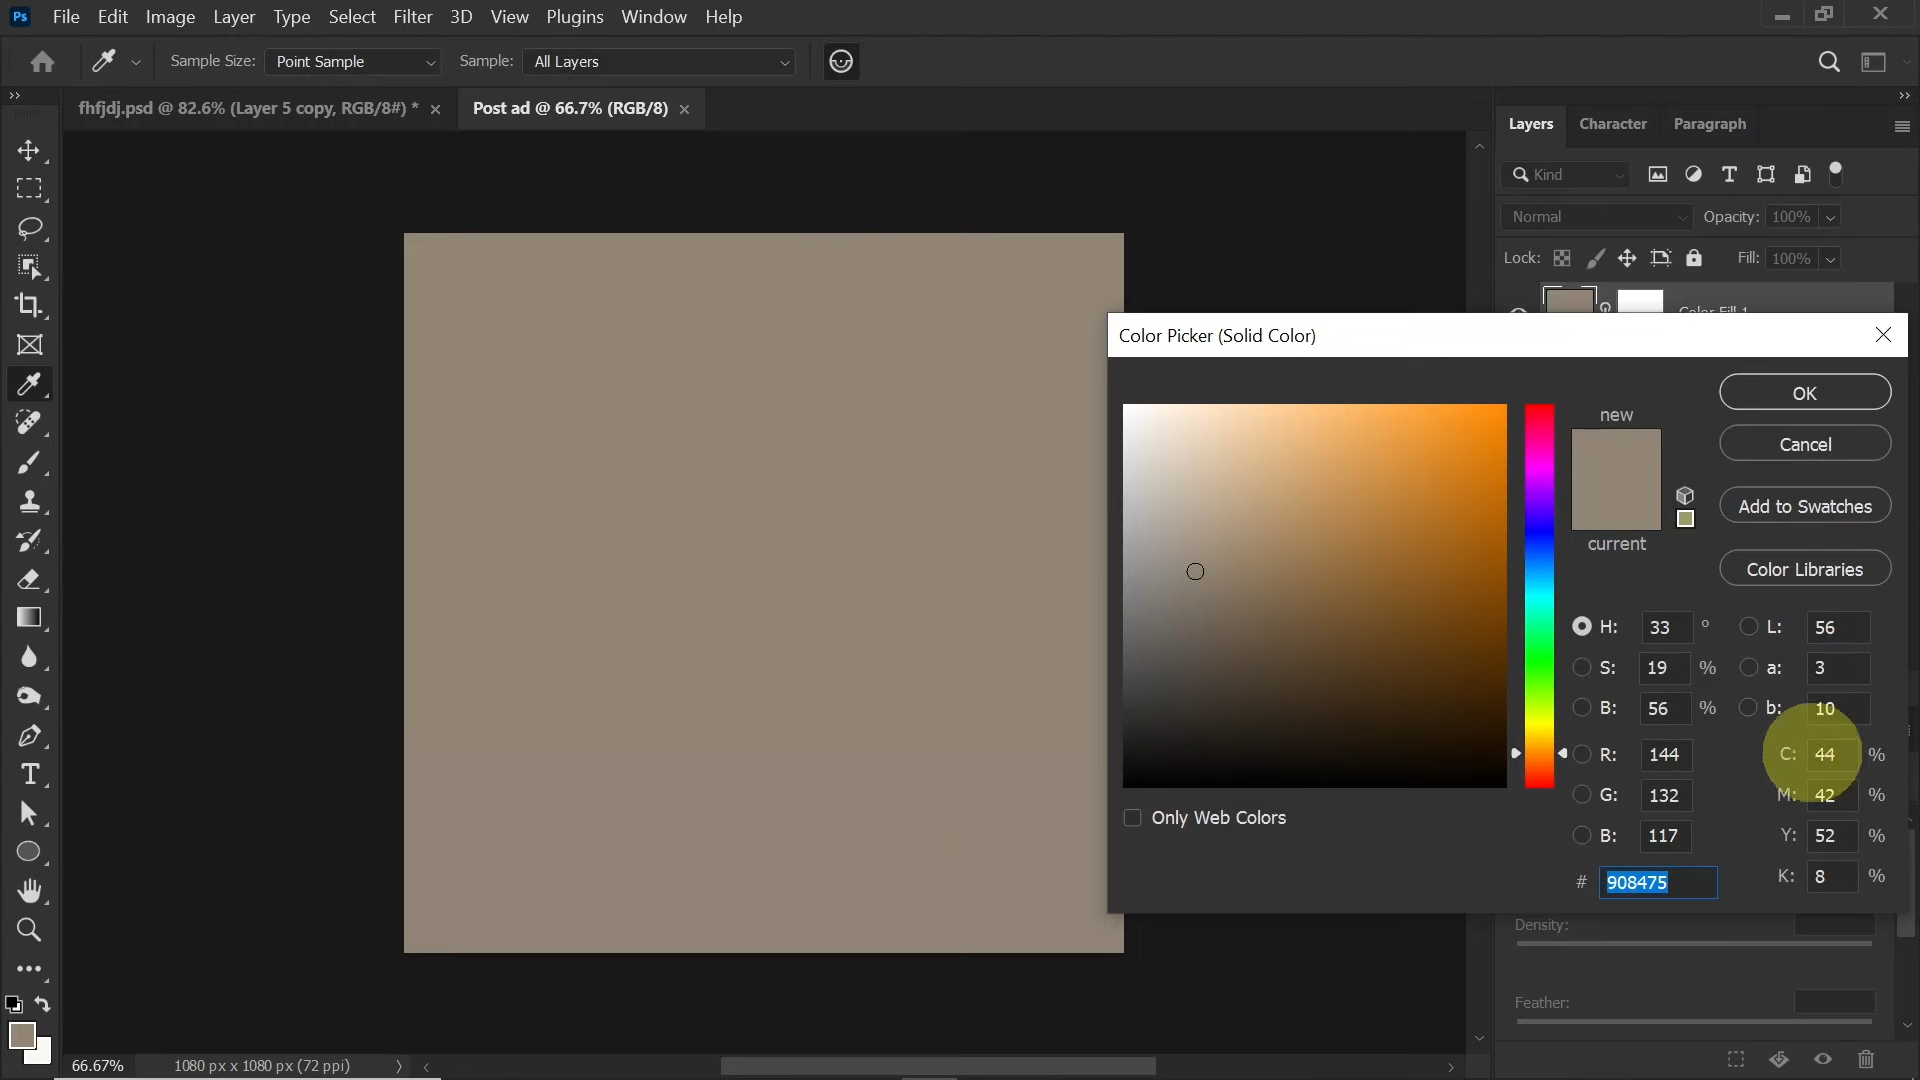 Ps File Edit Image Layer Type Select Filter 3D View Plugins Window Help
Sample Size: Point Sample Sample: All Layers
fhfjdj.psd @ 82.6% (Layer 5 copy, RGB/8#) * × Post ad @ 66.7% (RGB/8) ×
Layers Character Paragraph
Kind
Normal Opacity: 100%
Lock: Fill: 100%
Color Fill 1
Color Picker (Solid Color)
new
current
OK
Cancel
Add to Swatches
Color Libraries
H: 33 ° L: 56
S: 19 % a: 3
B: 56 % b: 10
R: 144 C: 44 %
G: 132 M: 42 %
B: 117 Y: 52 %
# 908475 K: 8 %
Only Web Colors
Density:
Feather:
66.67% 1080 px x 1080 px (72 ppi)